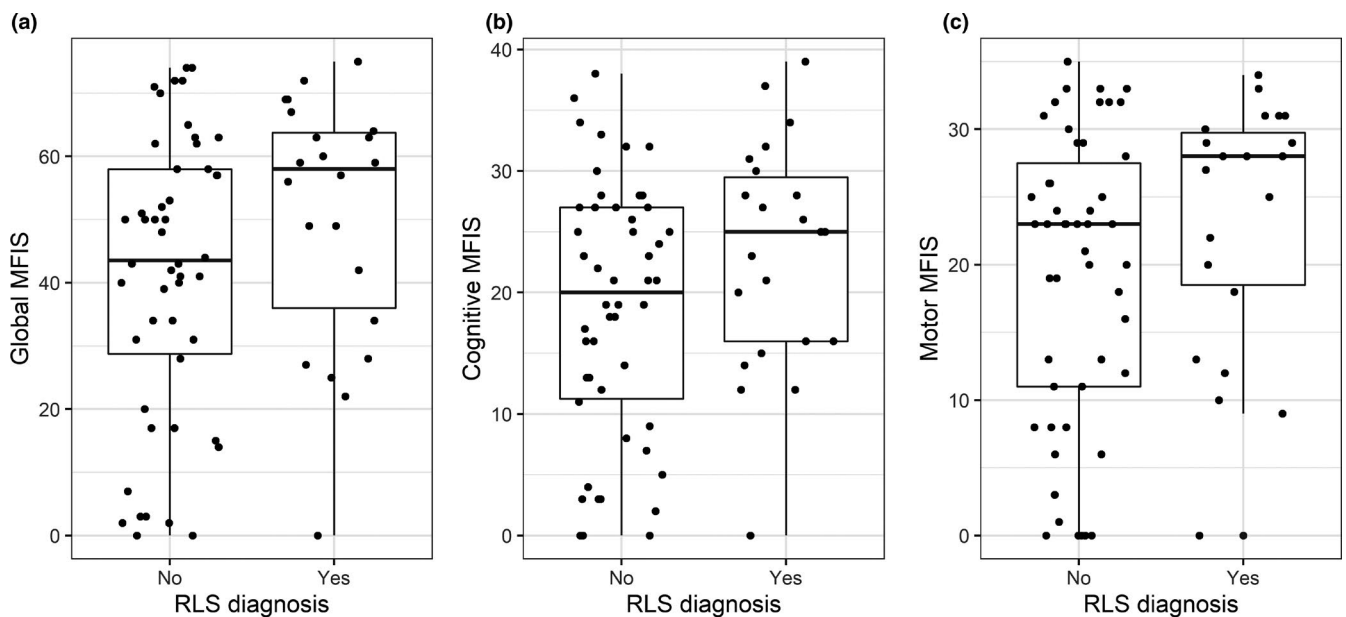 (a)
Global MFIS
60
40
20
0
No
Yes
RLS diagnosis
(b)
Cognitive MFIS
40
30
20
10
0
No
Yes
RLS diagnosis
(c)
Motor MFIS
30
20
10
0
No
Yes
RLS diagnosis